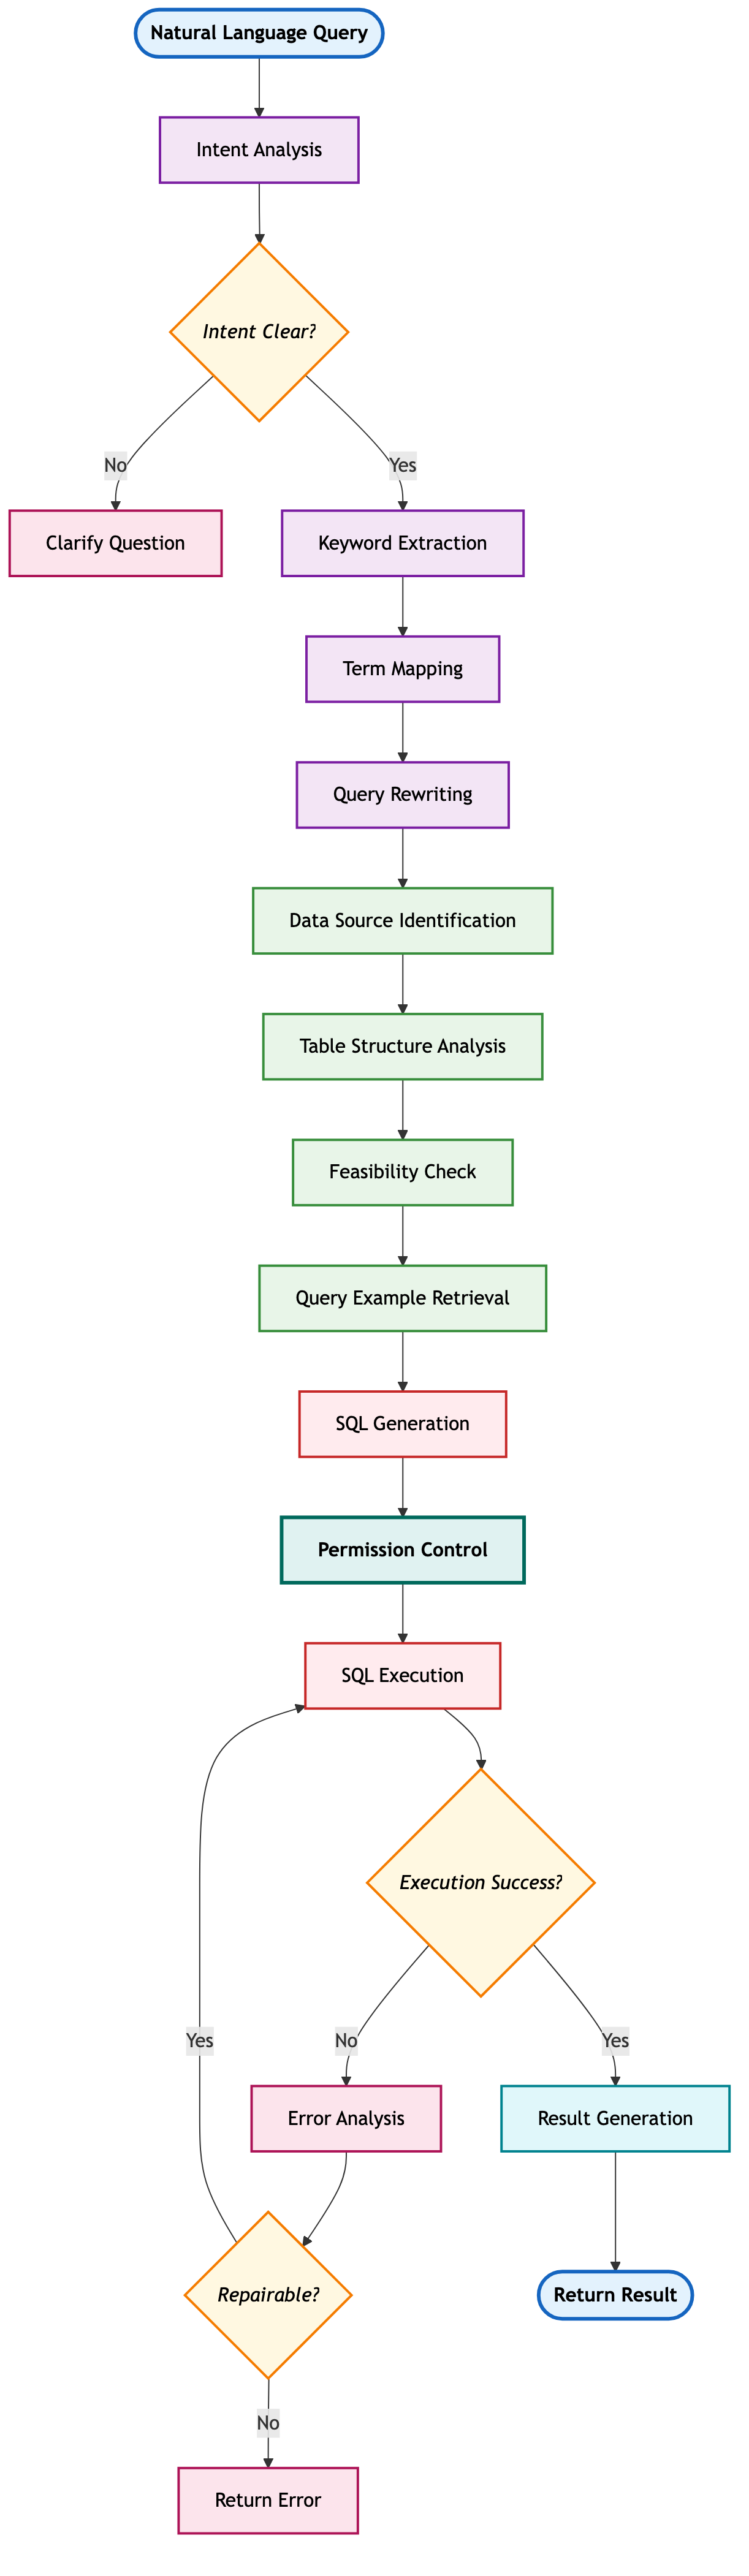 Natural Language Query
Intent Analysis
Intent Clear?
No
Yes
Clarify Question
Keyword Extraction
Term Mapping
Query Rewriting
Data Source Identification
Table Structure Analysis
Feasibility Check
Query Example Retrieval
SQL Generation
Permission Control
SQL Execution
Execution Success?
Yes
No
Yes
Error Analysis
Result Generation
Repairable?
Return Result
No
Return Error